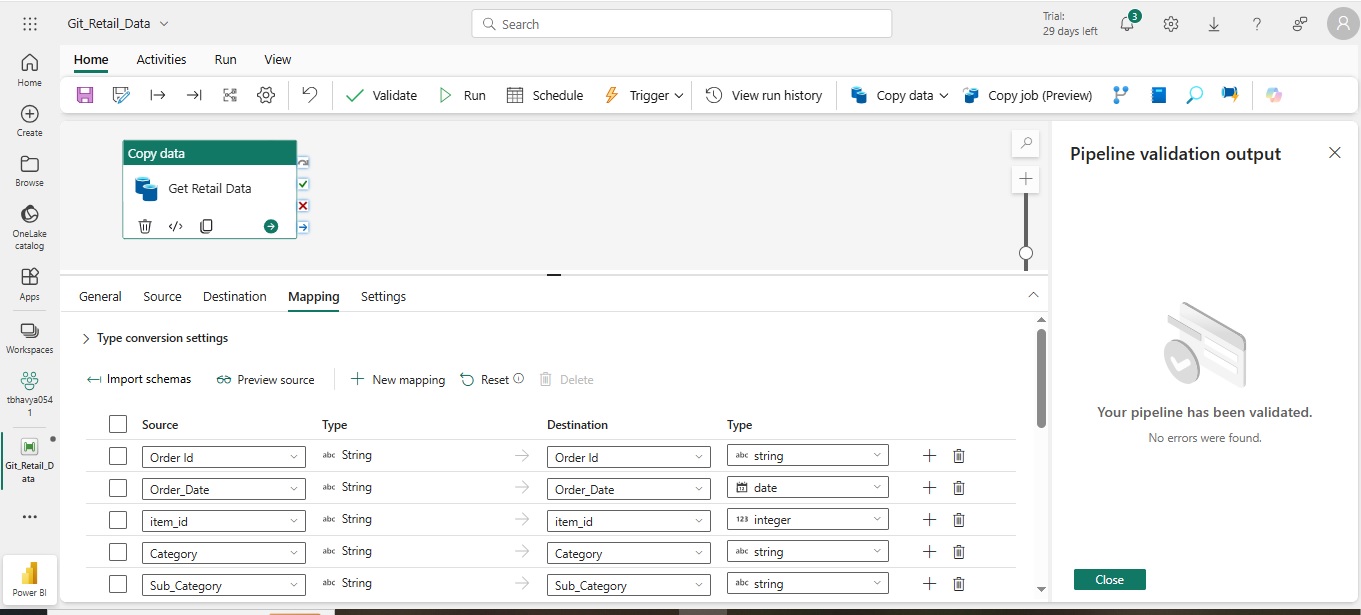 Git_Retail_Data
Search
Trial:
29 days left
3
Home
Create
Browse
OneLake
catalog
Apps
Workspaces
tbhavya054
1
Git_Retail_D
ata
Power BI
Home Activities Run View
Validate Run Schedule Trigger View run history Copy data Copy job (Preview)
Copy data
Get Retail Data
Pipeline validation output
General Source Destination Mapping Settings
Type conversion settings
Import schemas Preview source New mapping Reset Delete
Source Type Destination Type
Order Id abc String Order Id abc string
Order_Date abc String Order_Date date
item_id abc String item_id 123 integer
Category abc String Category abc string
Sub_Category abc String Sub_Category abc string
Your pipeline has been validated.
No errors were found.
Close